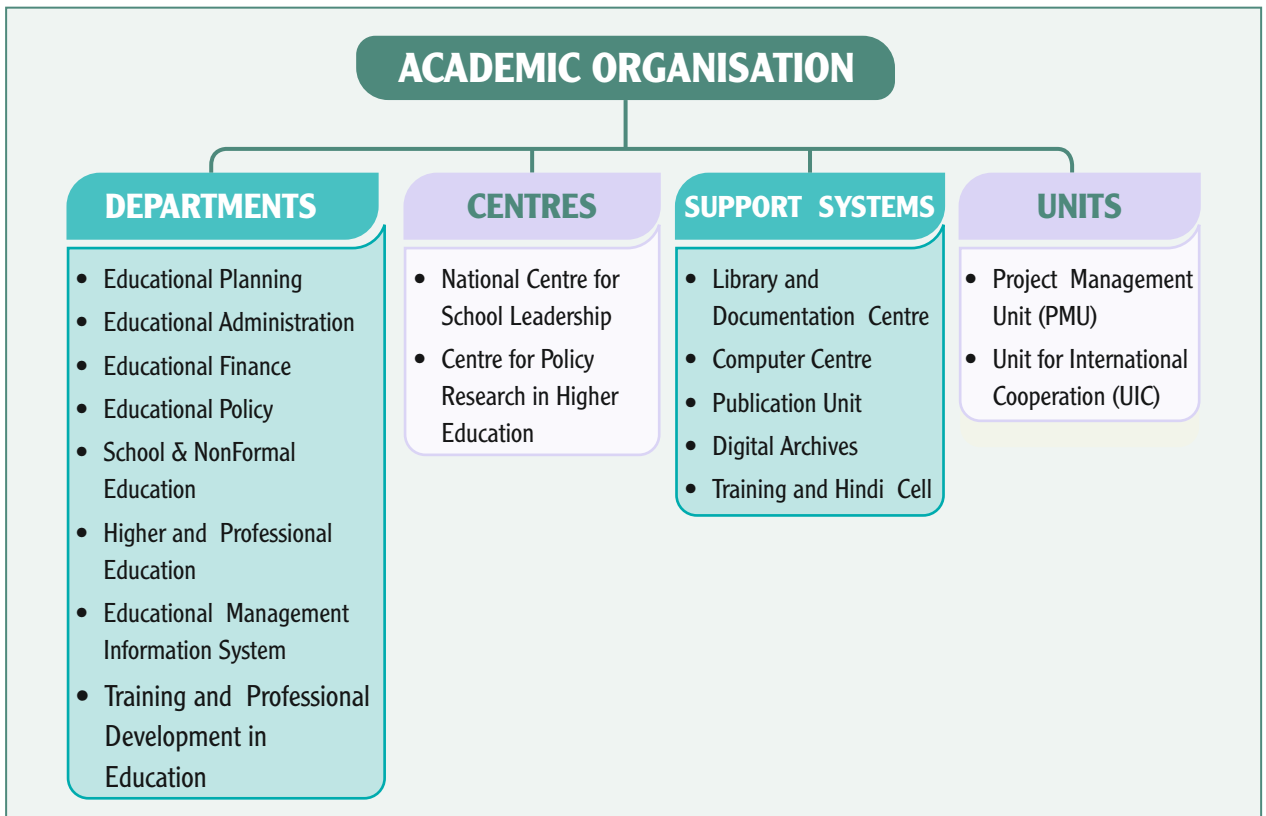 ACADEMIC ORGANISATION
DEPARTMENTS
• Educational Planning
• Educational Administration
• Educational Finance
• Educational Policy
• School & NonFormal
Education
• Higher and Professional
Education
• Educational Management
Information System
• Training and Professional
Development in
Education
CENTRES
• National Centre for
School Leadership
• Centre for Policy
Research in Higher
Education
SUPPORT SYSTEMS
• Library and
Documentation Centre
• Computer Centre
• Publication Unit
• Digital Archives
• Training and Hindi Cell
UNITS
• Project Management
Unit (PMU)
• Unit for International
Cooperation (UIC)